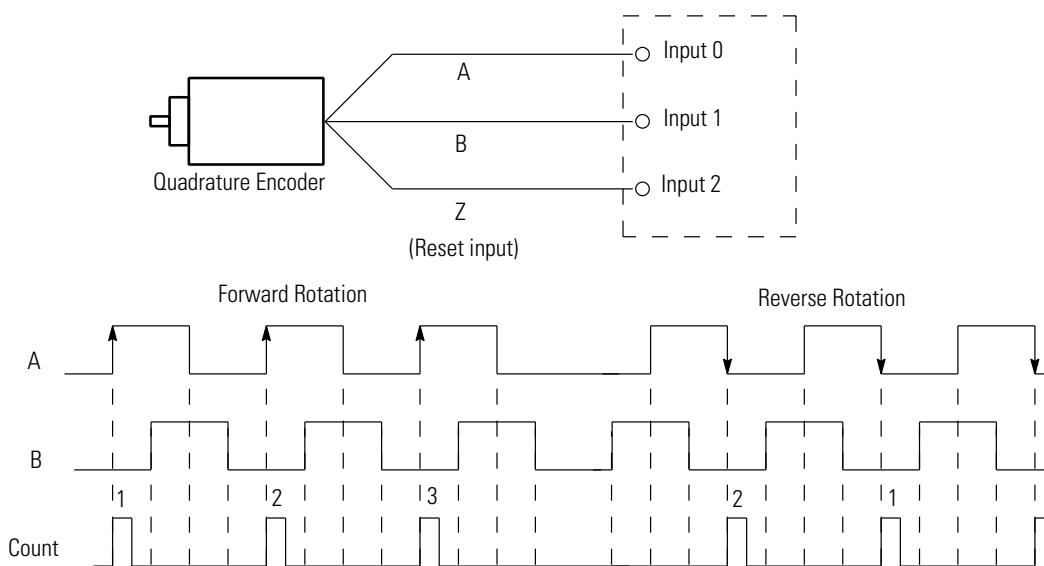 A
Input 0
B
Input 1
Quadrature Encoder
Z
Input 2
(Reset input)
Forward Rotation
Reverse Rotation
A
B
1
2
3
2
1
Count